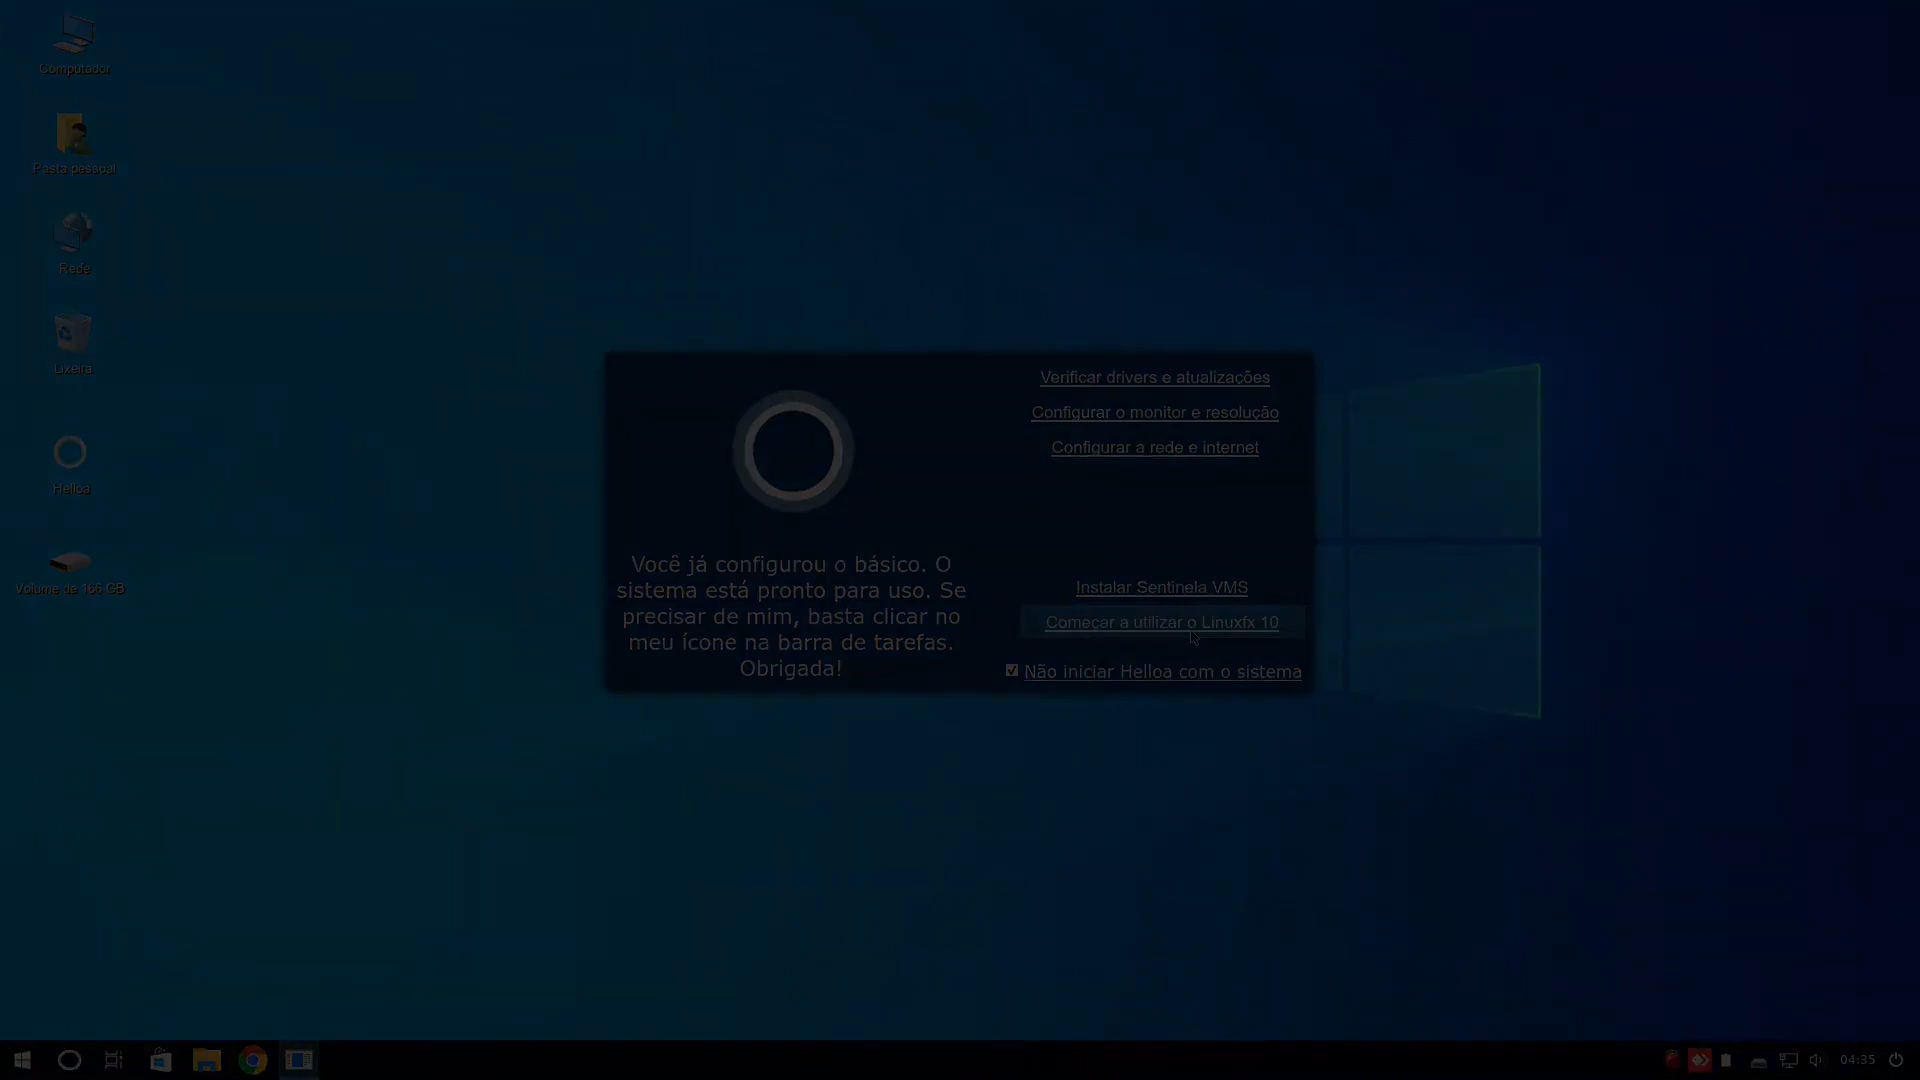 Computador
Pasta pessoal
Rede
Lixeira
Helloa
Volume de 166 GB
Você já configurou o básico. O
sistema está pronto para uso. Se
precisar de mim, basta clicar no
meu ícone na barra de tarefas.
Obrigada!
Verificar drivers e atualizações
Configurar o monitor e resolução
Configurar a rede e internet
Instalar Sentinela VMS
Começar a utilizar o Linuxfx 10
Não iniciar Helloa com o sistema
04:35